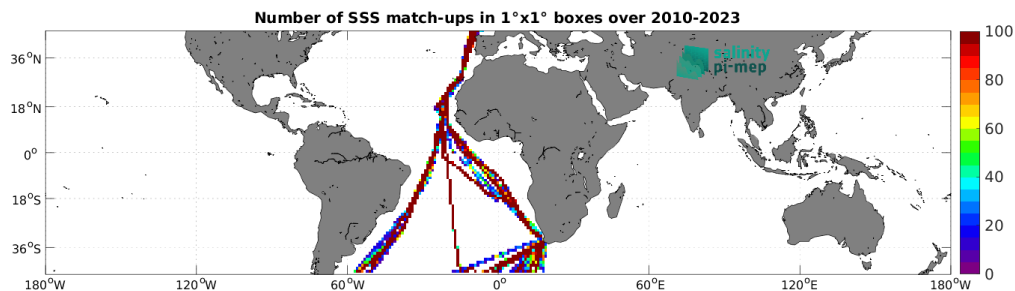 Number of SSS match-ups in 1°x1° boxes over 2010-2023
salinity
pi-mep
36°N
18°N
0°
18°S
36°S
180°W 120°W 60°W 0° 60°E 120°E 180°W
100
80
60
40
20
0